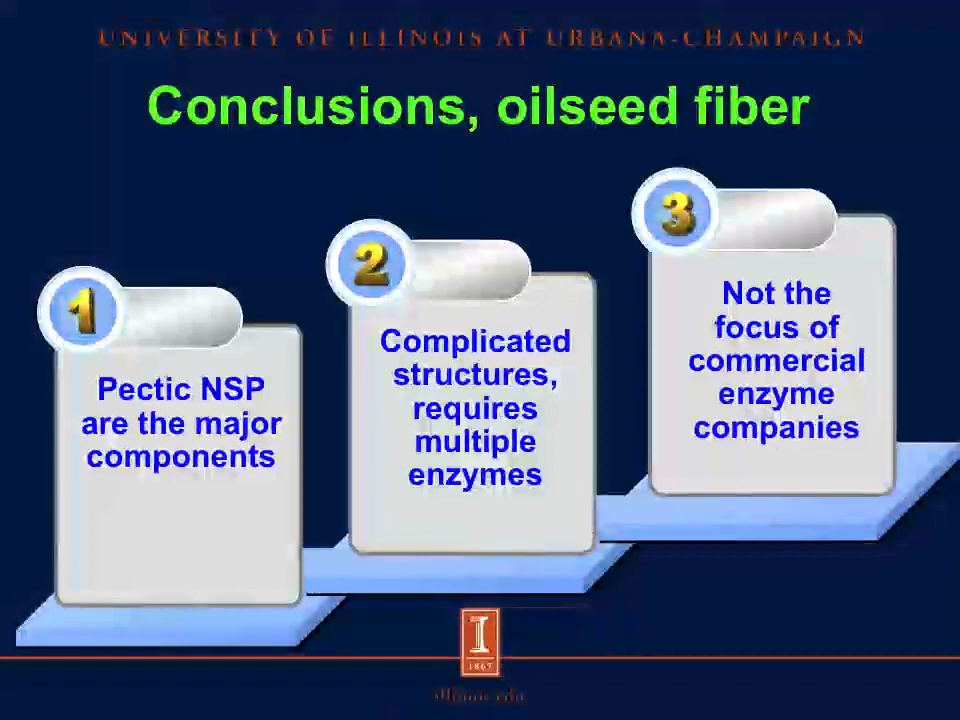 UNIVERSITY OF ILLINOIS AT URBANA-CHAMPAIGN
Conclusions, oilseed fiber
1
Pectic NSP
are the major
components
2
Complicated
structures,
requires
multiple
enzymes
3
Not the
focus of
commercial
enzyme
companies
I
1867
illinois.edu